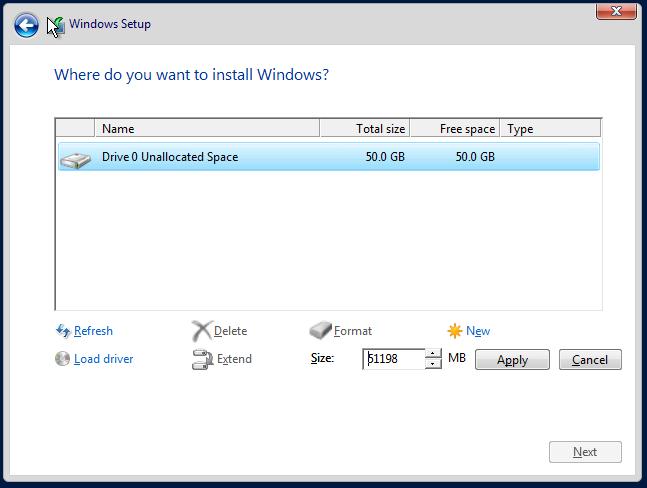 Windows Setup
Where do you want to install Windows?
Name Total size Free space Type
Drive 0 Unallocated Space 50.0 GB 50.0 GB
Refresh Delete Format New
Load driver Extend Size: 51198 MB Apply Cancel
Next